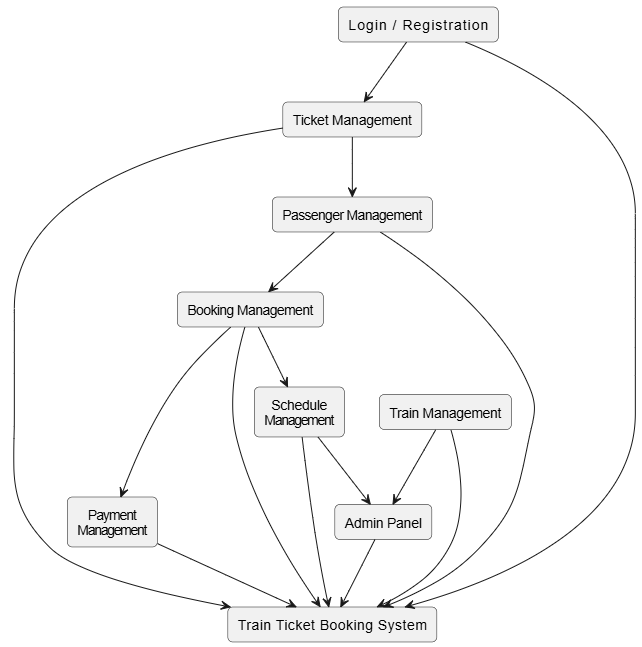 Login / Registration
Ticket Management
Passenger Management
Booking Management
Schedule
Management
Train Management
Payment
Management
Admin Panel
Train Ticket Booking System